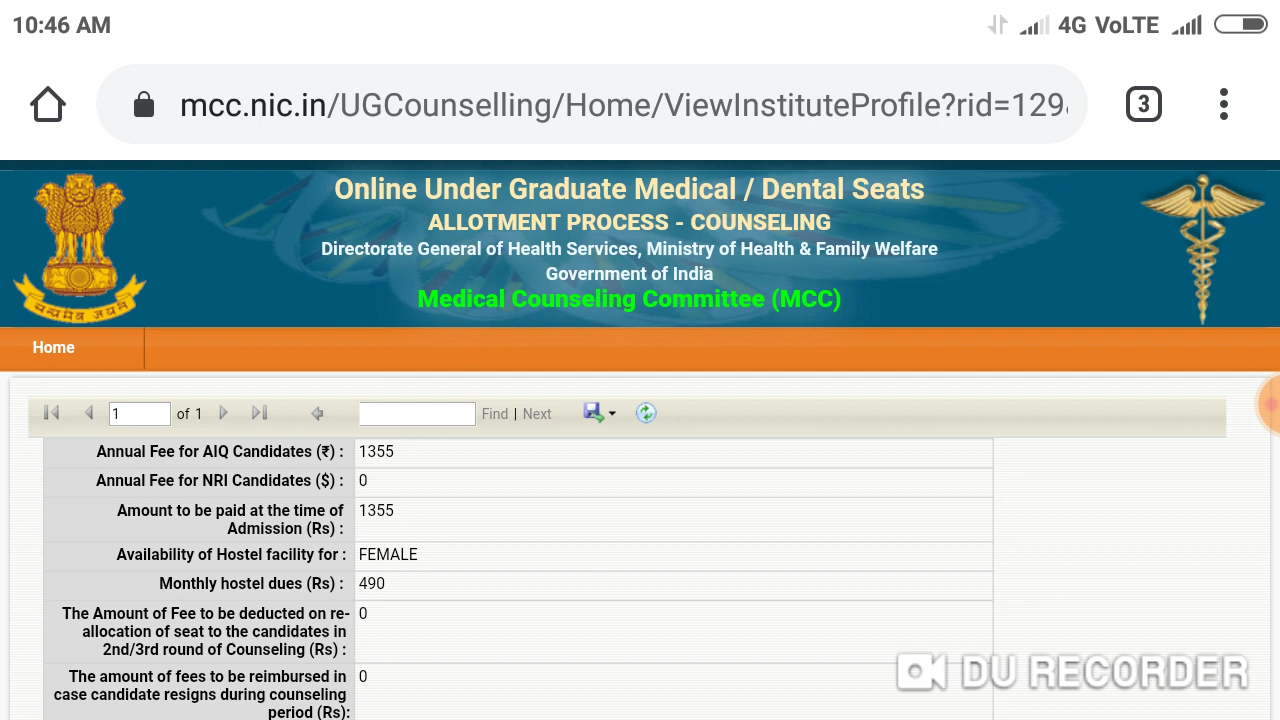 10:46 AM
4G VoLTE
mcc.nic.in/UGCounselling/Home/ViewInstituteProfile?rid=129
3
Online Under Graduate Medical / Dental Seats
ALLOTMENT PROCESS - COUNSELING
Directorate General of Health Services, Ministry of Health & Family Welfare
Government of India
Medical Counseling Committee (MCC)
सत्यमेव जयते
Home
1 of 1 Find | Next
Annual Fee for AIQ Candidates (₹) : 1355
Annual Fee for NRI Candidates ($) : 0
Amount to be paid at the time of 1355
Admission (Rs) :
Availability of Hostel facility for : FEMALE
Monthly hostel dues (Rs) : 490
The Amount of Fee to be deducted on re- 0
allocation of seat to the candidates in
2nd/3rd round of Counseling (Rs) :
The amount of fees to be reimbursed in 0
case candidate resigns during counseling
period (Rs):
DU RECORDER